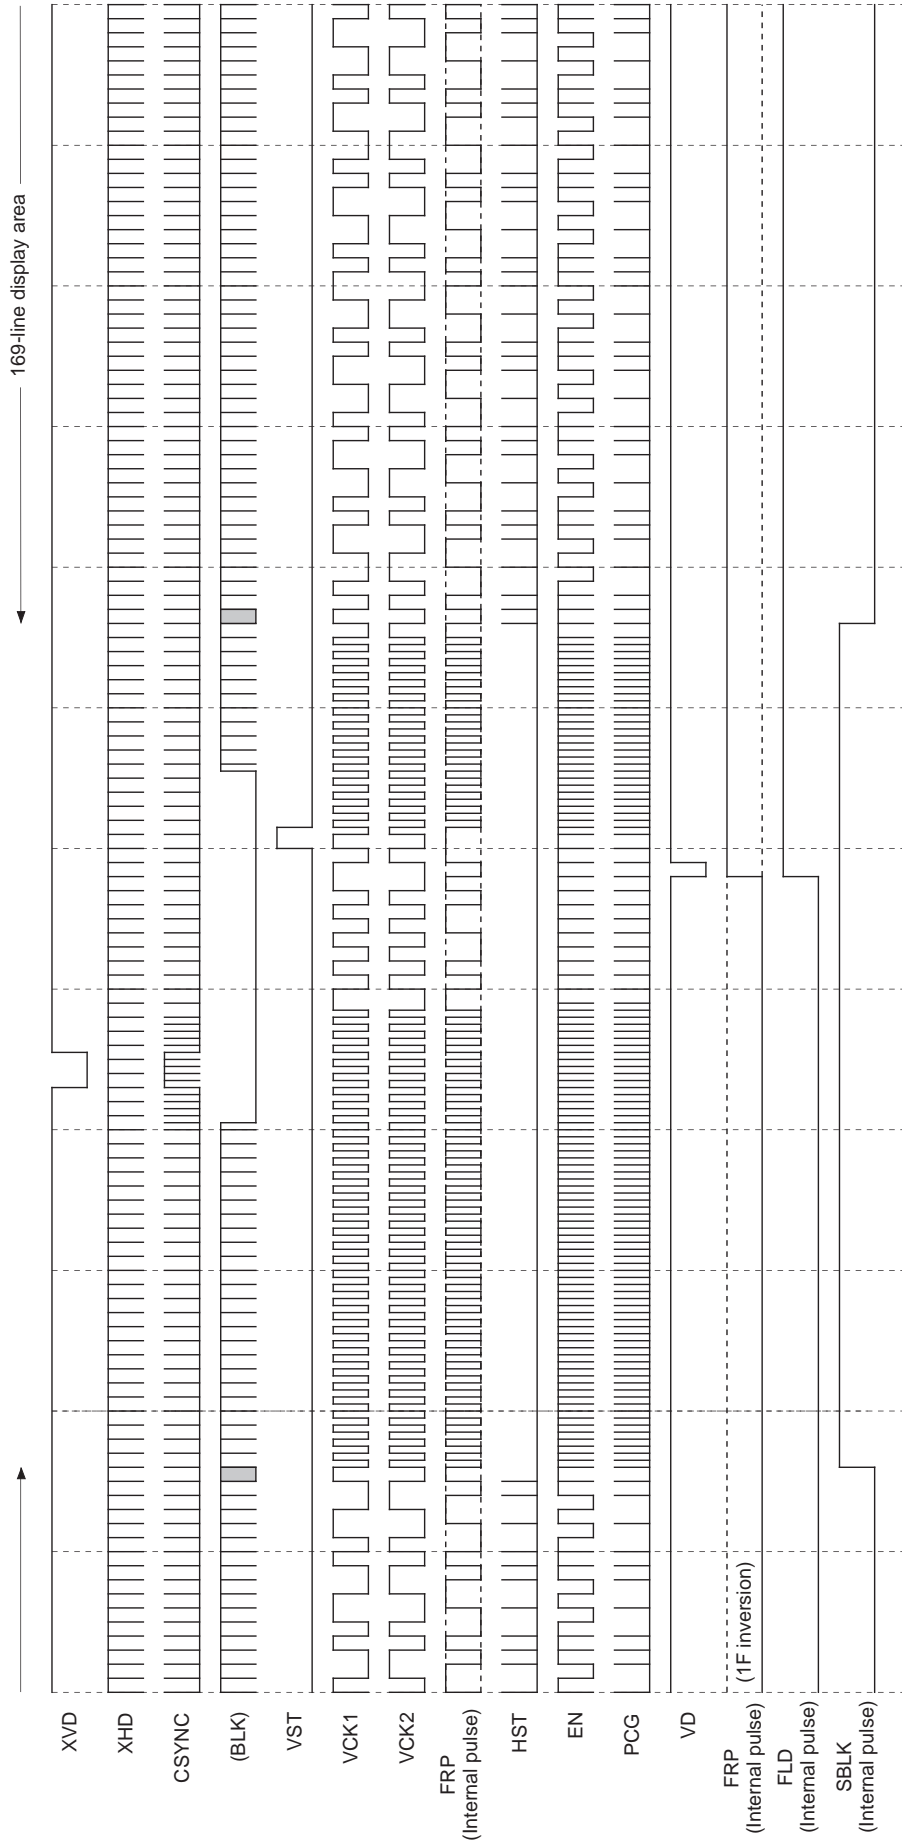 169-line display area
XVD
XHD
CSYNC
(BLK)
VST
VCK1
VCK2
FRP
(Internal pulse)
HST
EN
PCG
VD
(1F inversion)
FRP
(Internal pulse)
FLD
(Internal pulse)
SBLK
(Internal pulse)